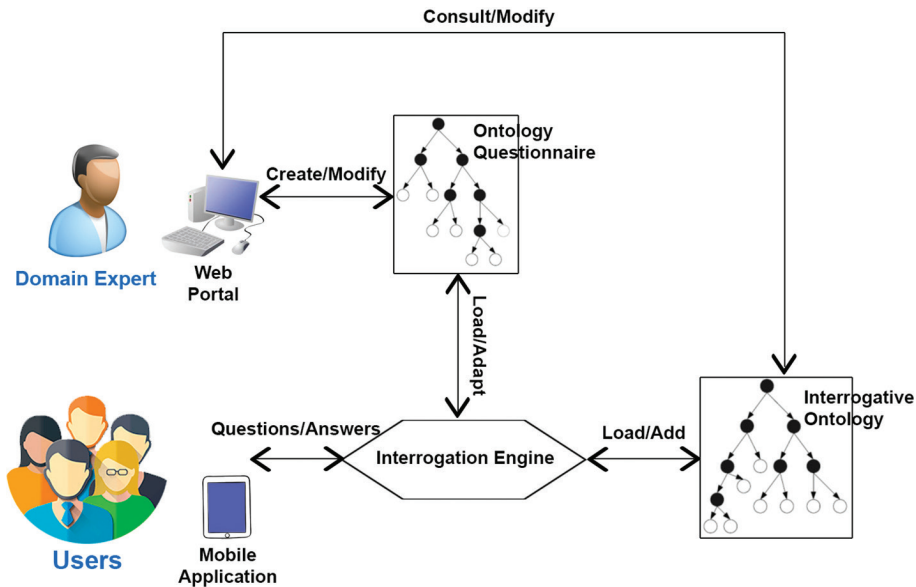 Consult/Modify
Ontology
Questionnaire
Create/Modify
Domain Expert
Web
Portal
Load/Adapt
Interrogative
Ontology
Questions/Answers
Load/Add
Interrogation Engine
Users
Mobile
Application